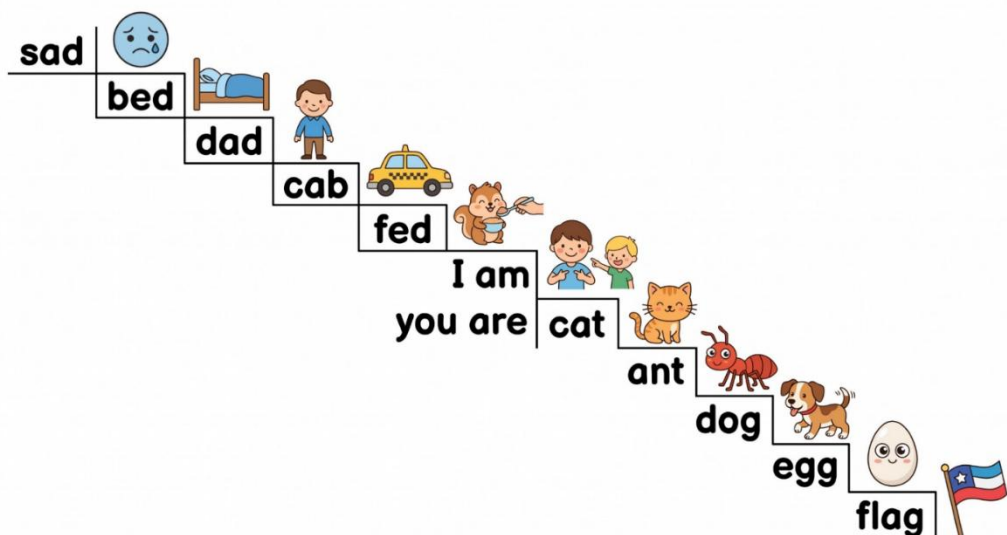 sad
bed
dad
cab
fed
I am
you are
cat
ant
dog
egg
flag